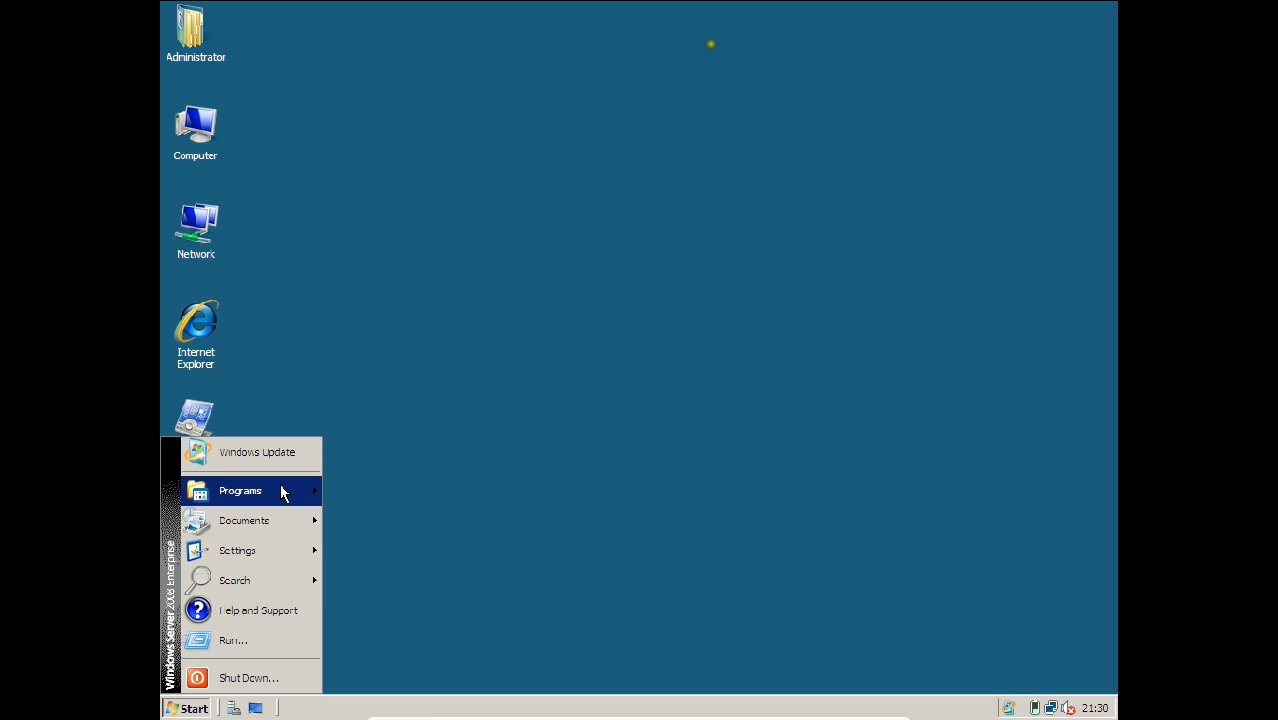 Administrator
Computer
Network
Internet
Explorer
Windows Update
Programs
Documents
Settings
Search
Help and Support
Run...
Shut Down...
Windows Server 2008 Enterprise
Start
21:30